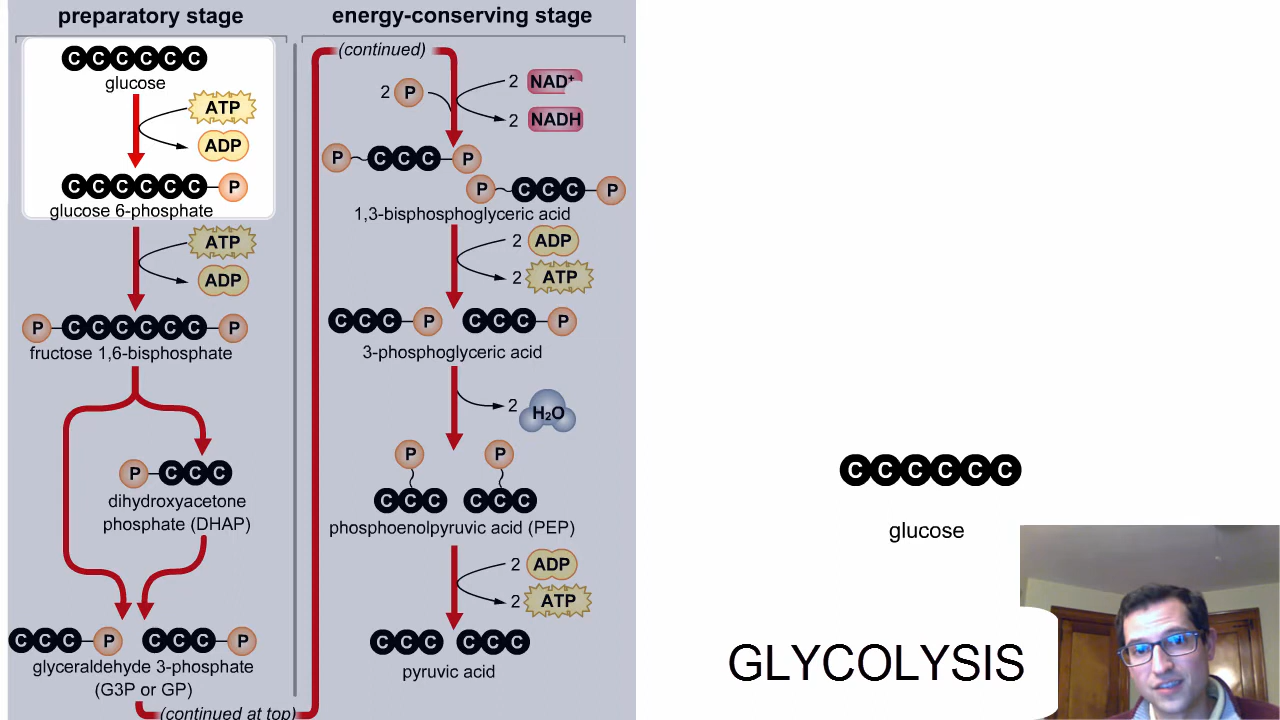 preparatory stage
CCCCCC
glucose
ATP
ADP
CCCCCC P
glucose 6-phosphate
ATP
ADP
P CCCCCC P
fructose 1,6-bisphosphate
P CCC
dihydroxyacetone
phosphate (DHAP)
CCC P CCC P
glyceraldehyde 3-phosphate
(G3P or GP)
(continued at top)
energy-conserving stage
(continued)
2 P
2 NAD+
2 NADH
P CCC P
P CCC P
1,3-bisphosphoglyceric acid
2 ADP
2 ATP
CCC P CCC P
3-phosphoglyceric acid
2 H₂O
P P
CCC CCC
phosphoenolpyruvic acid (PEP)
2 ADP
2 ATP
CCC CCC
pyruvic acid
CCCCCC
glucose
GLYCOLYSIS